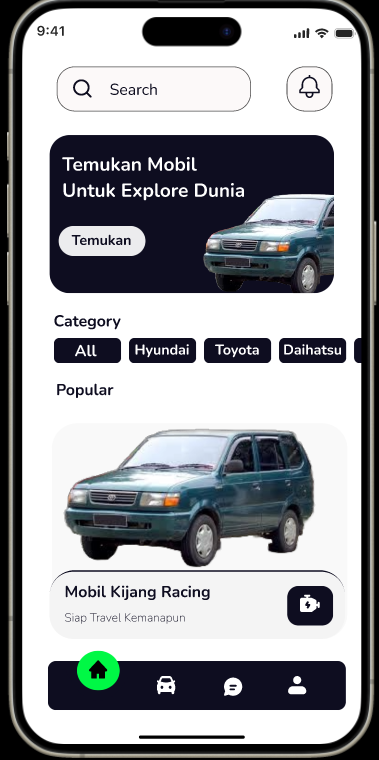 9:41
Search
Temukan Mobil
Untuk Explore Dunia
Temukan
Category
All Hyundai Toyota Daihatsu
Popular
Mobil Kijang Racing
Siap Travel Kemanapun